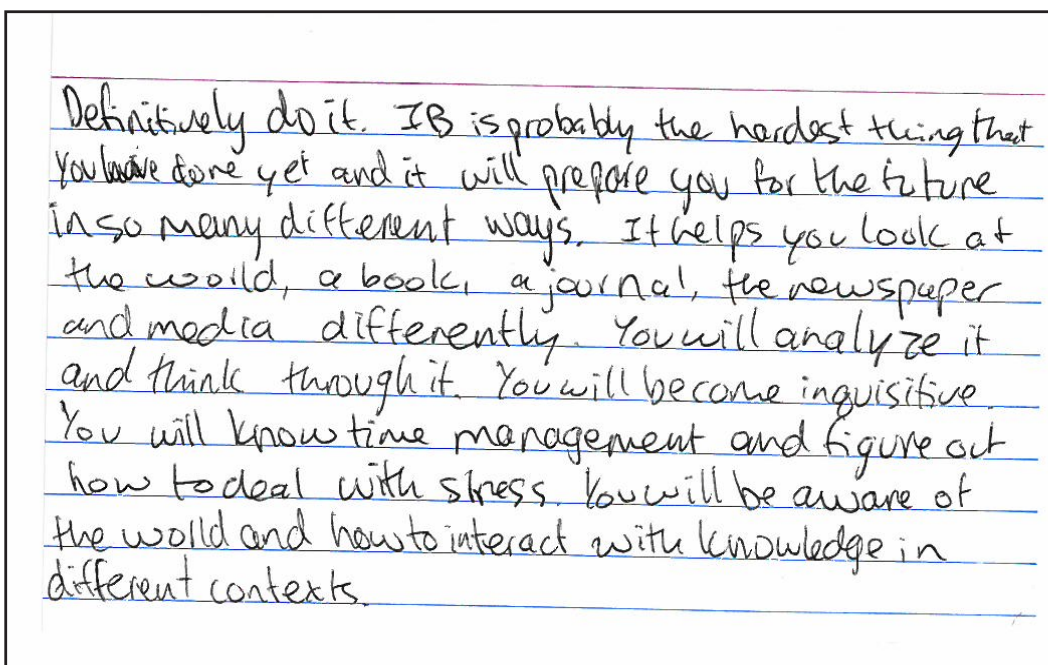 Definitively do it. IB is probably the hardest thing that
you have done yet and it will prepare you for the future
in so many different ways. It helps you look at
the world, a book, a journal, the newspaper
and media differently. You will analyze it
and think through it. You will become inquisitive.
You will know time management and figure out
how to deal with stress. You will be aware of
the world and how to interact with knowledge in
different contexts.